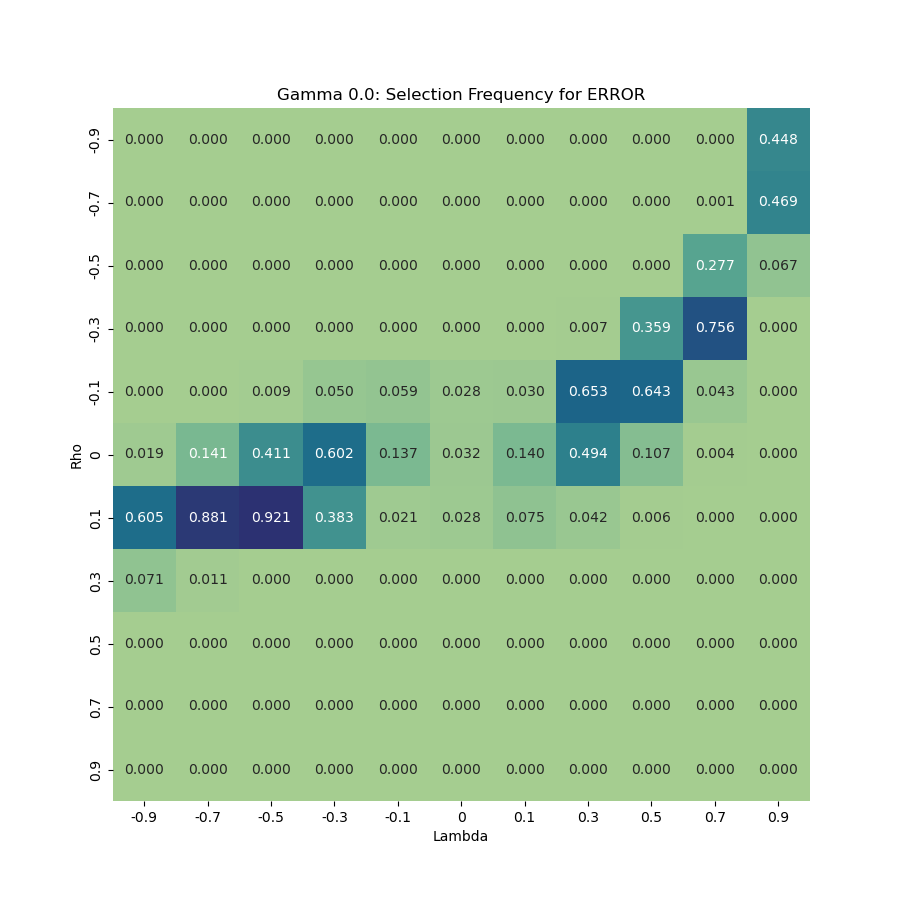 Gamma 0.0: Selection Frequency for ERROR
-0.9 0.000 0.000 0.000 0.000 0.000 0.000 0.000 0.000 0.000 0.000 0.448
-0.7 0.000 0.000 0.000 0.000 0.000 0.000 0.000 0.000 0.000 0.001 0.469
-0.5 0.000 0.000 0.000 0.000 0.000 0.000 0.000 0.000 0.000 0.277 0.067
-0.3 0.000 0.000 0.000 0.000 0.000 0.000 0.000 0.007 0.359 0.756 0.000
-0.1 0.000 0.000 0.009 0.050 0.059 0.028 0.030 0.653 0.643 0.043 0.000
Rho
0 0.019 0.141 0.411 0.602 0.137 0.032 0.140 0.494 0.107 0.004 0.000
0.1 0.605 0.881 0.921 0.383 0.021 0.028 0.075 0.042 0.006 0.000 0.000
0.3 0.071 0.011 0.000 0.000 0.000 0.000 0.000 0.000 0.000 0.000 0.000
0.5 0.000 0.000 0.000 0.000 0.000 0.000 0.000 0.000 0.000 0.000 0.000
0.7 0.000 0.000 0.000 0.000 0.000 0.000 0.000 0.000 0.000 0.000 0.000
0.9 0.000 0.000 0.000 0.000 0.000 0.000 0.000 0.000 0.000 0.000 0.000
-0.9 -0.7 -0.5 -0.3 -0.1 0 0.1 0.3 0.5 0.7 0.9
Lambda